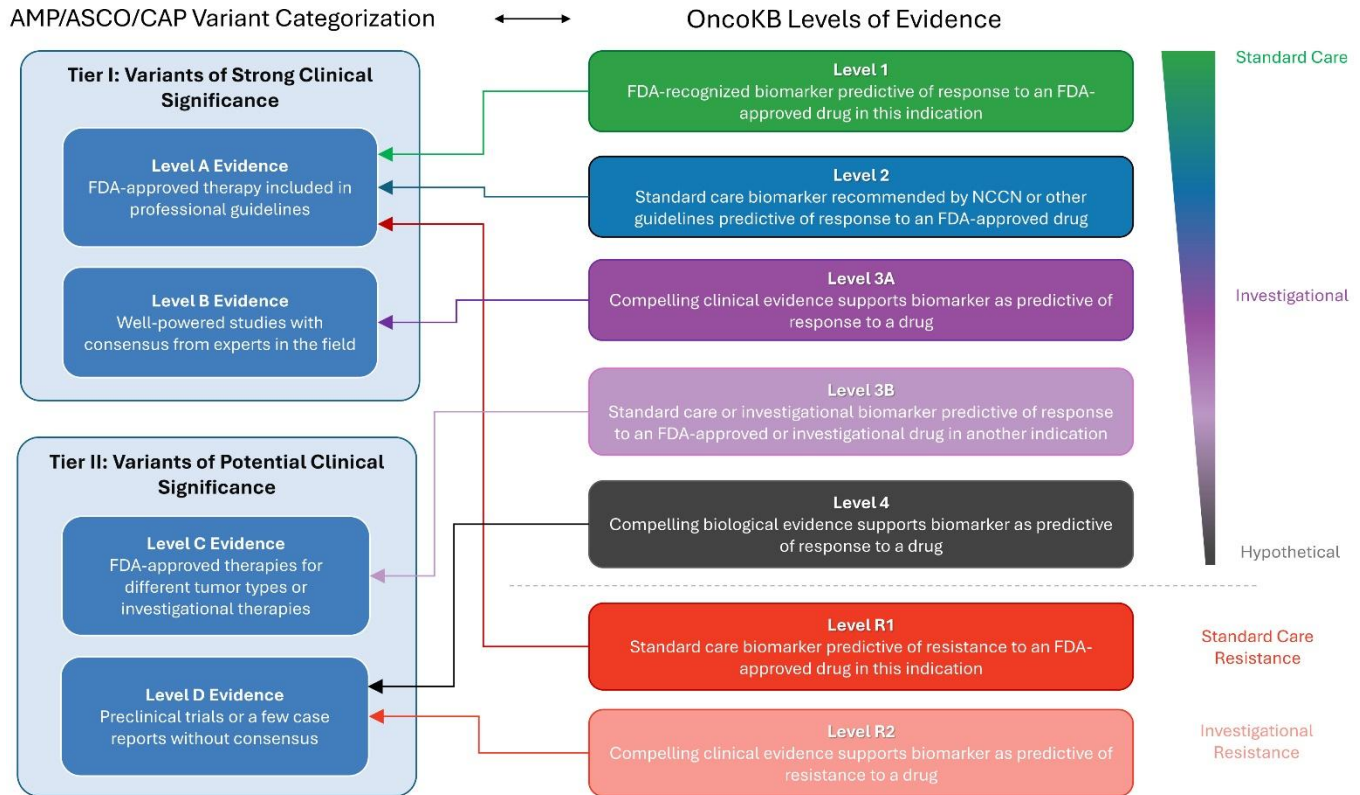 AMP/ASCO/CAP Variant Categorization
OncoKB Levels of Evidence
Tier I: Variants of Strong Clinical
Significance
Level A Evidence
FDA-approved therapy included in
professional guidelines
Level B Evidence
Well-powered studies with
consensus from experts in the field
Tier II: Variants of Potential Clinical
Significance
Level C Evidence
FDA-approved therapies for
different tumor types or
investigational therapies
Level D Evidence
Preclinical trials or a few case
reports without consensus
Level 1
FDA-recognized biomarker predictive of response to an FDA-
approved drug in this indication
Level 2
Standard care biomarker recommended by NCCN or other
guidelines predictive of response to an FDA-approved drug
Level 3A
Compelling clinical evidence supports biomarker as predictive of
response to a drug
Level 3B
Standard care or investigational biomarker predictive of response
to an FDA-approved or investigational drug in another indication
Level 4
Compelling biological evidence supports biomarker as predictive
of response to a drug
Level R1
Standard care biomarker predictive of resistance to an FDA-
approved drug in this indication
Level R2
Compelling clinical evidence supports biomarker as predictive of
resistance to a drug
Standard Care
Investigational
Hypothetical
Standard Care
Resistance
Investigational
Resistance